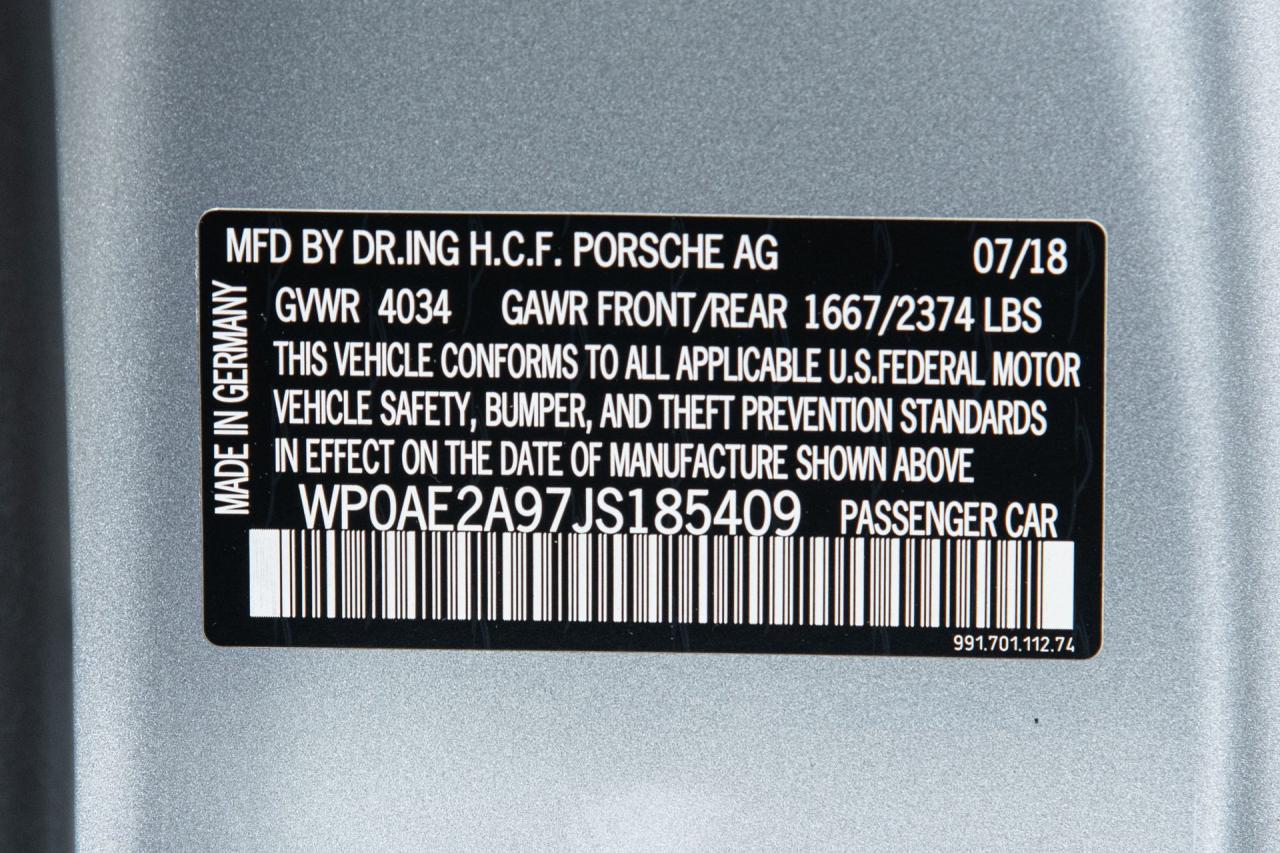 MFD BY DR.ING H.C.F. PORSCHE AG 07/18
GVWR 4034 GAWR FRONT/REAR 1667/2374 LBS
THIS VEHICLE CONFORMS TO ALL APPLICABLE U.S.FEDERAL MOTOR
VEHICLE SAFETY, BUMPER, AND THEFT PREVENTION STANDARDS
IN EFFECT ON THE DATE OF MANUFACTURE SHOWN ABOVE
WP0AE2A97JS185409 PASSENGER CAR
991.701.112.74
MADE IN GERMANY